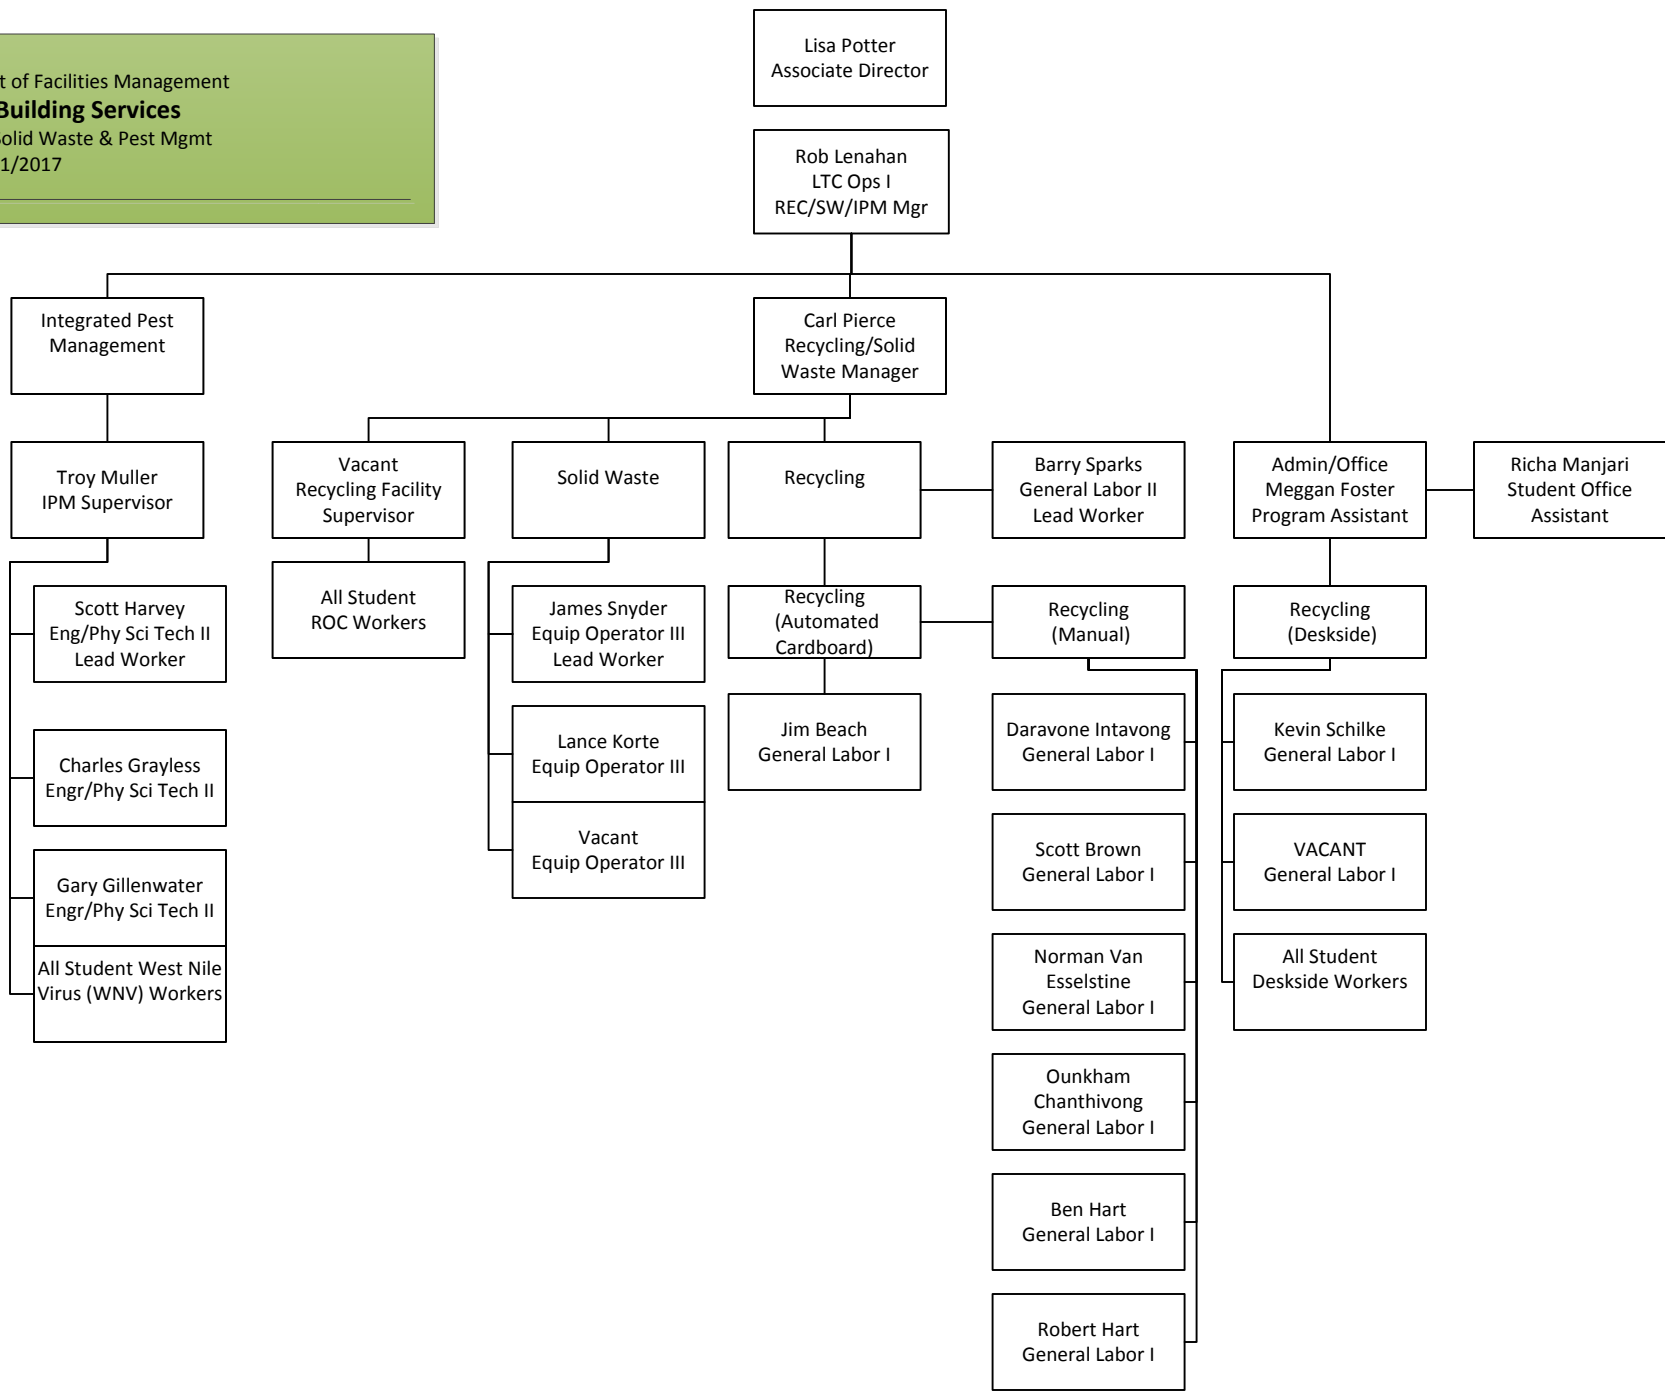 of Facilities Management
Building Services
Solid Waste & Pest Mgmt
1/2017
Lisa Potter
Associate Director
Rob Lenahan
LTC Ops I
REC/SW/IPM Mgr
Integrated Pest
Management
Carl Pierce
Recycling/Solid
Waste Manager
Troy Muller
IPM Supervisor
Vacant
Recycling Facility
Supervisor
Solid Waste
Recycling
Barry Sparks
General Labor II
Lead Worker
Admin/Office
Meggan Foster
Program Assistant
Richa Manjari
Student Office
Assistant
Scott Harvey
Eng/Phy Sci Tech II
Lead Worker
All Student
ROC Workers
James Snyder
Equip Operator III
Lead Worker
Recycling
(Automated
Cardboard)
Recycling
(Manual)
Recycling
(Deskside)
Charles Grayless
Engr/Phy Sci Tech II
Lance Korte
Equip Operator III
Jim Beach
General Labor I
Daravone Intavong
General Labor I
Kevin Schilke
General Labor I
Gary Gillenwater
Engr/Phy Sci Tech II
Vacant
Equip Operator III
Scott Brown
General Labor I
VACANT
General Labor I
All Student West Nile
Virus (WNV) Workers
Norman Van
Esselstine
General Labor I
All Student
Deskside Workers
Ounkham
Chanthivong
General Labor I
Ben Hart
General Labor I
Robert Hart
General Labor I